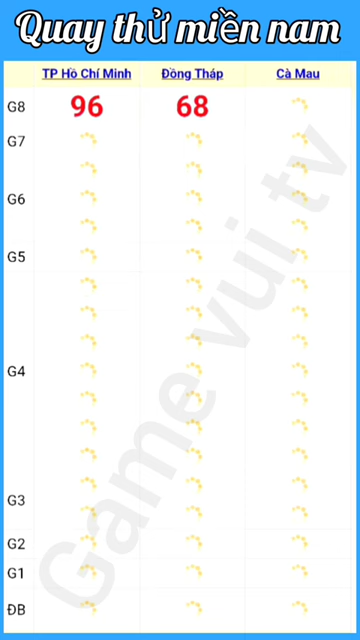 Quay thử miền nam
TP Hồ Chí Minh Đồng Tháp Cà Mau
G8 96 68
G7
G6
G5
G4
G3
G2
G1
ĐB
Game vui tv